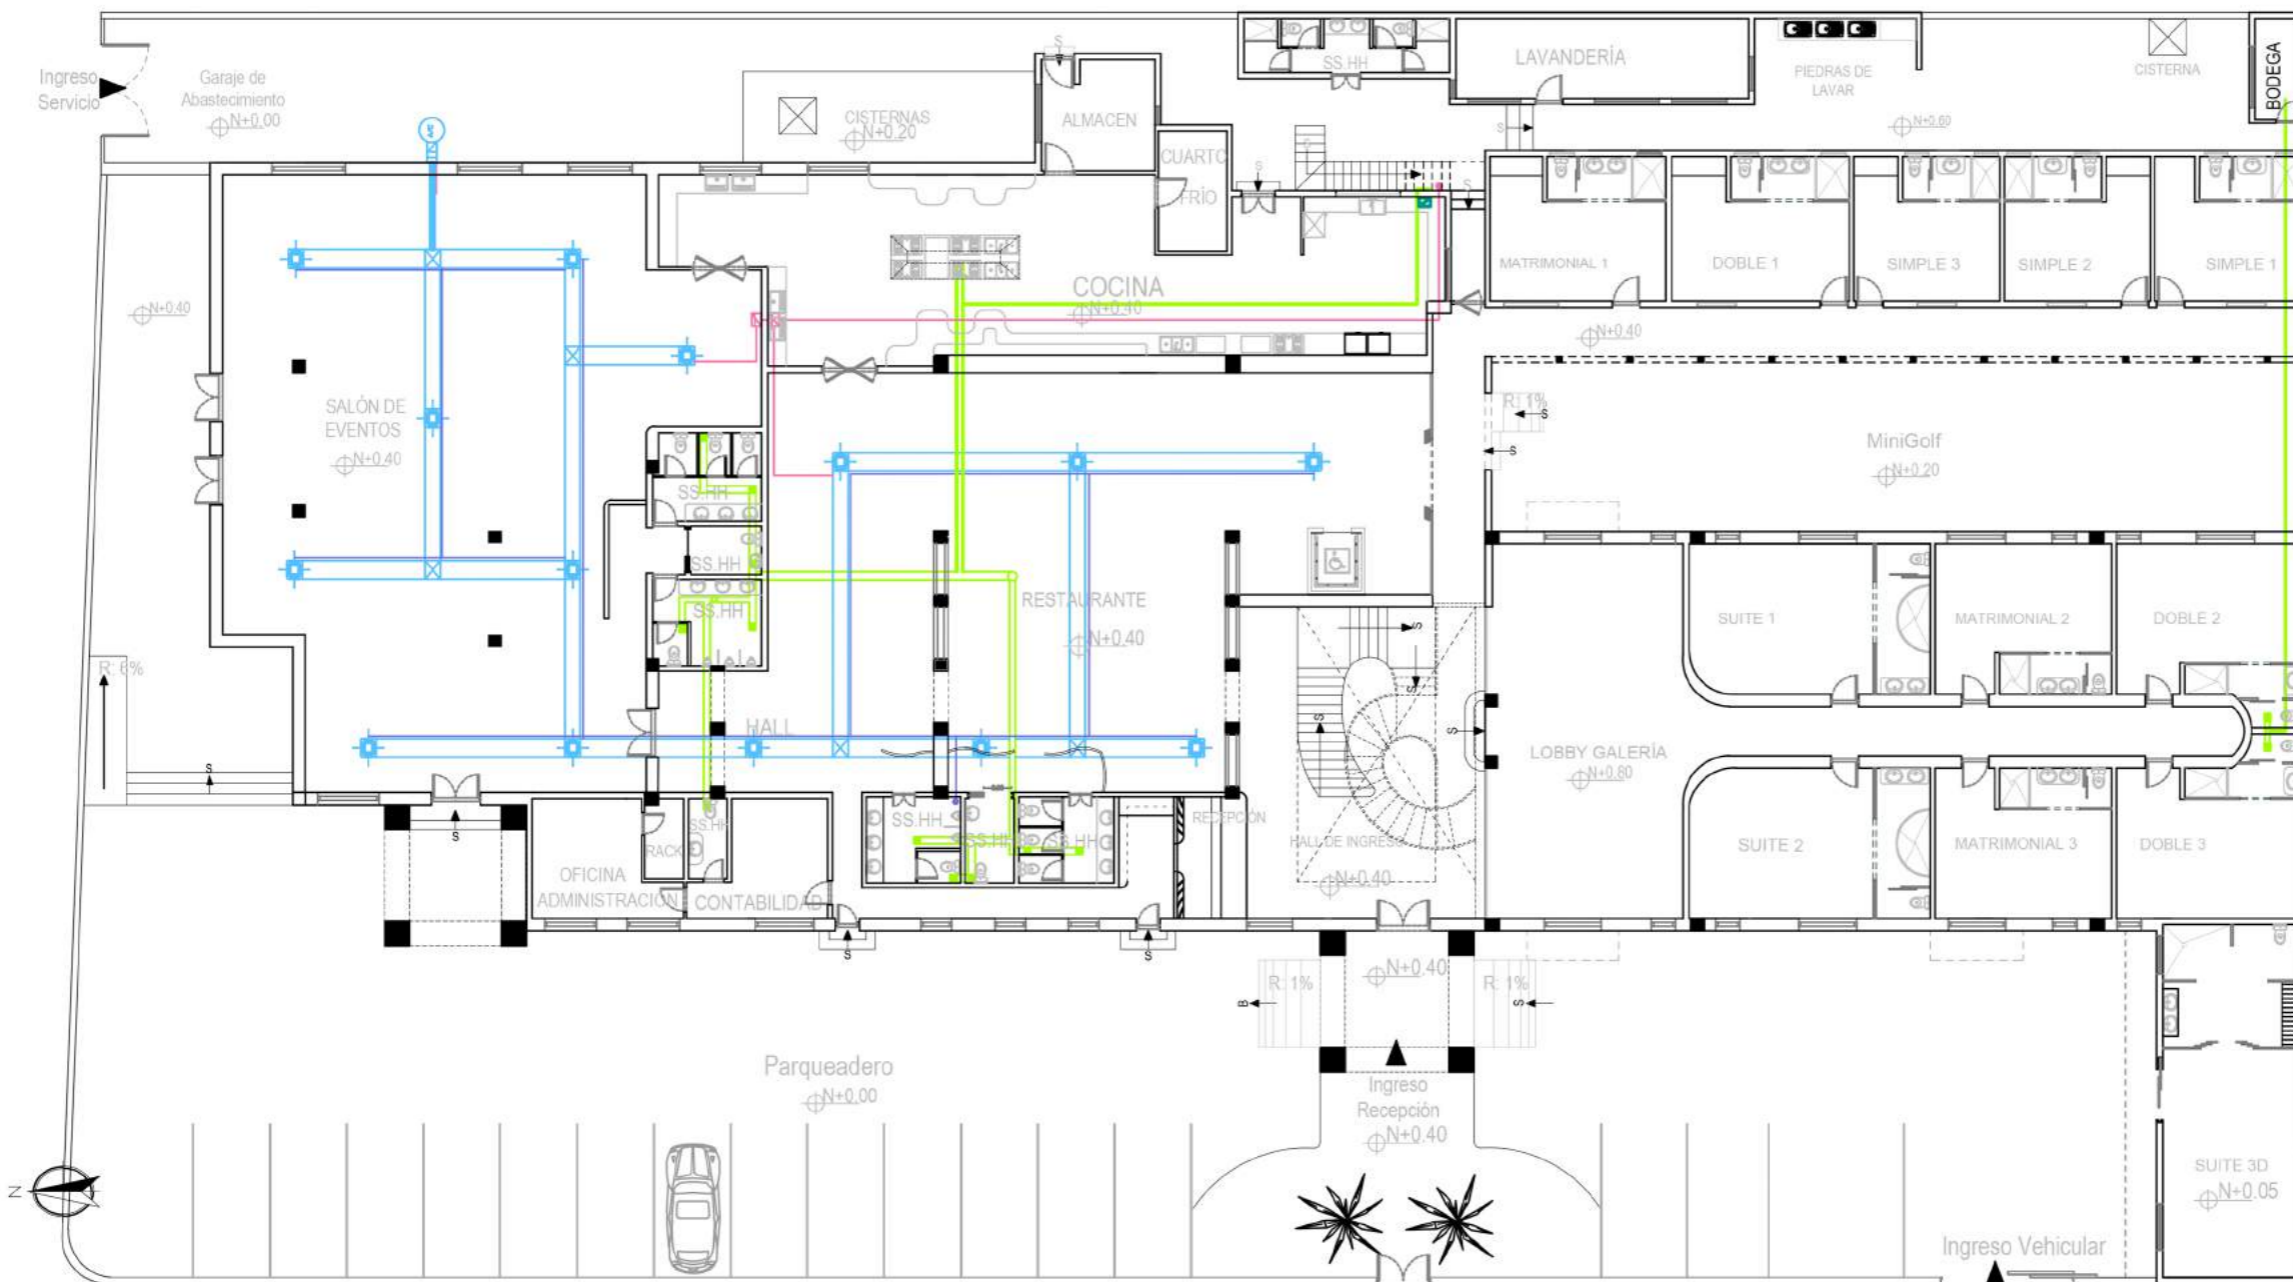 Ingreso
Servicio
Garaje de
Abastecimiento
N+0.00
CISTERNAS
N+0.20
S
ALMACEN
CUARTO
FRÍO
S
SS.HH
LAVANDERÍA
PIEDRAS DE
LAVAR
CISTERNA
BODEGA
N+0.60
S
S
S
A/C
N+0.40
SALÓN DE
EVENTOS
N+0.40
COCINA
N+0.40
MATRIMONIAL 1
DOBLE 1
SIMPLE 3
SIMPLE 2
SIMPLE 1
N+0.40
R: 1%
S
S
MiniGolf
N+0.20
SS.HH
SS.HH
SS.HH
RESTAURANTE
N+0.40
HALL
S
S
S
S
SUITE 1
MATRIMONIAL 2
DOBLE 2
LOBBY GALERÍA
N+0.80
SUITE 2
MATRIMONIAL 3
DOBLE 3
R: 6%
S
S
OFICINA
ADMINISTRACIÓN
RACK
SS.HH
CONTABILIDAD
SS.HH
SS.HH
SS.HH
RECEPCIÓN
HALL DE INGRESO
N+0.40
S
S
N+0.40
R: 1%
R: 1%
B
S
Parqueadero
N+0.00
Ingreso
Recepción
N+0.40
N
SUITE 3D
N+0.05
Ingreso Vehicular